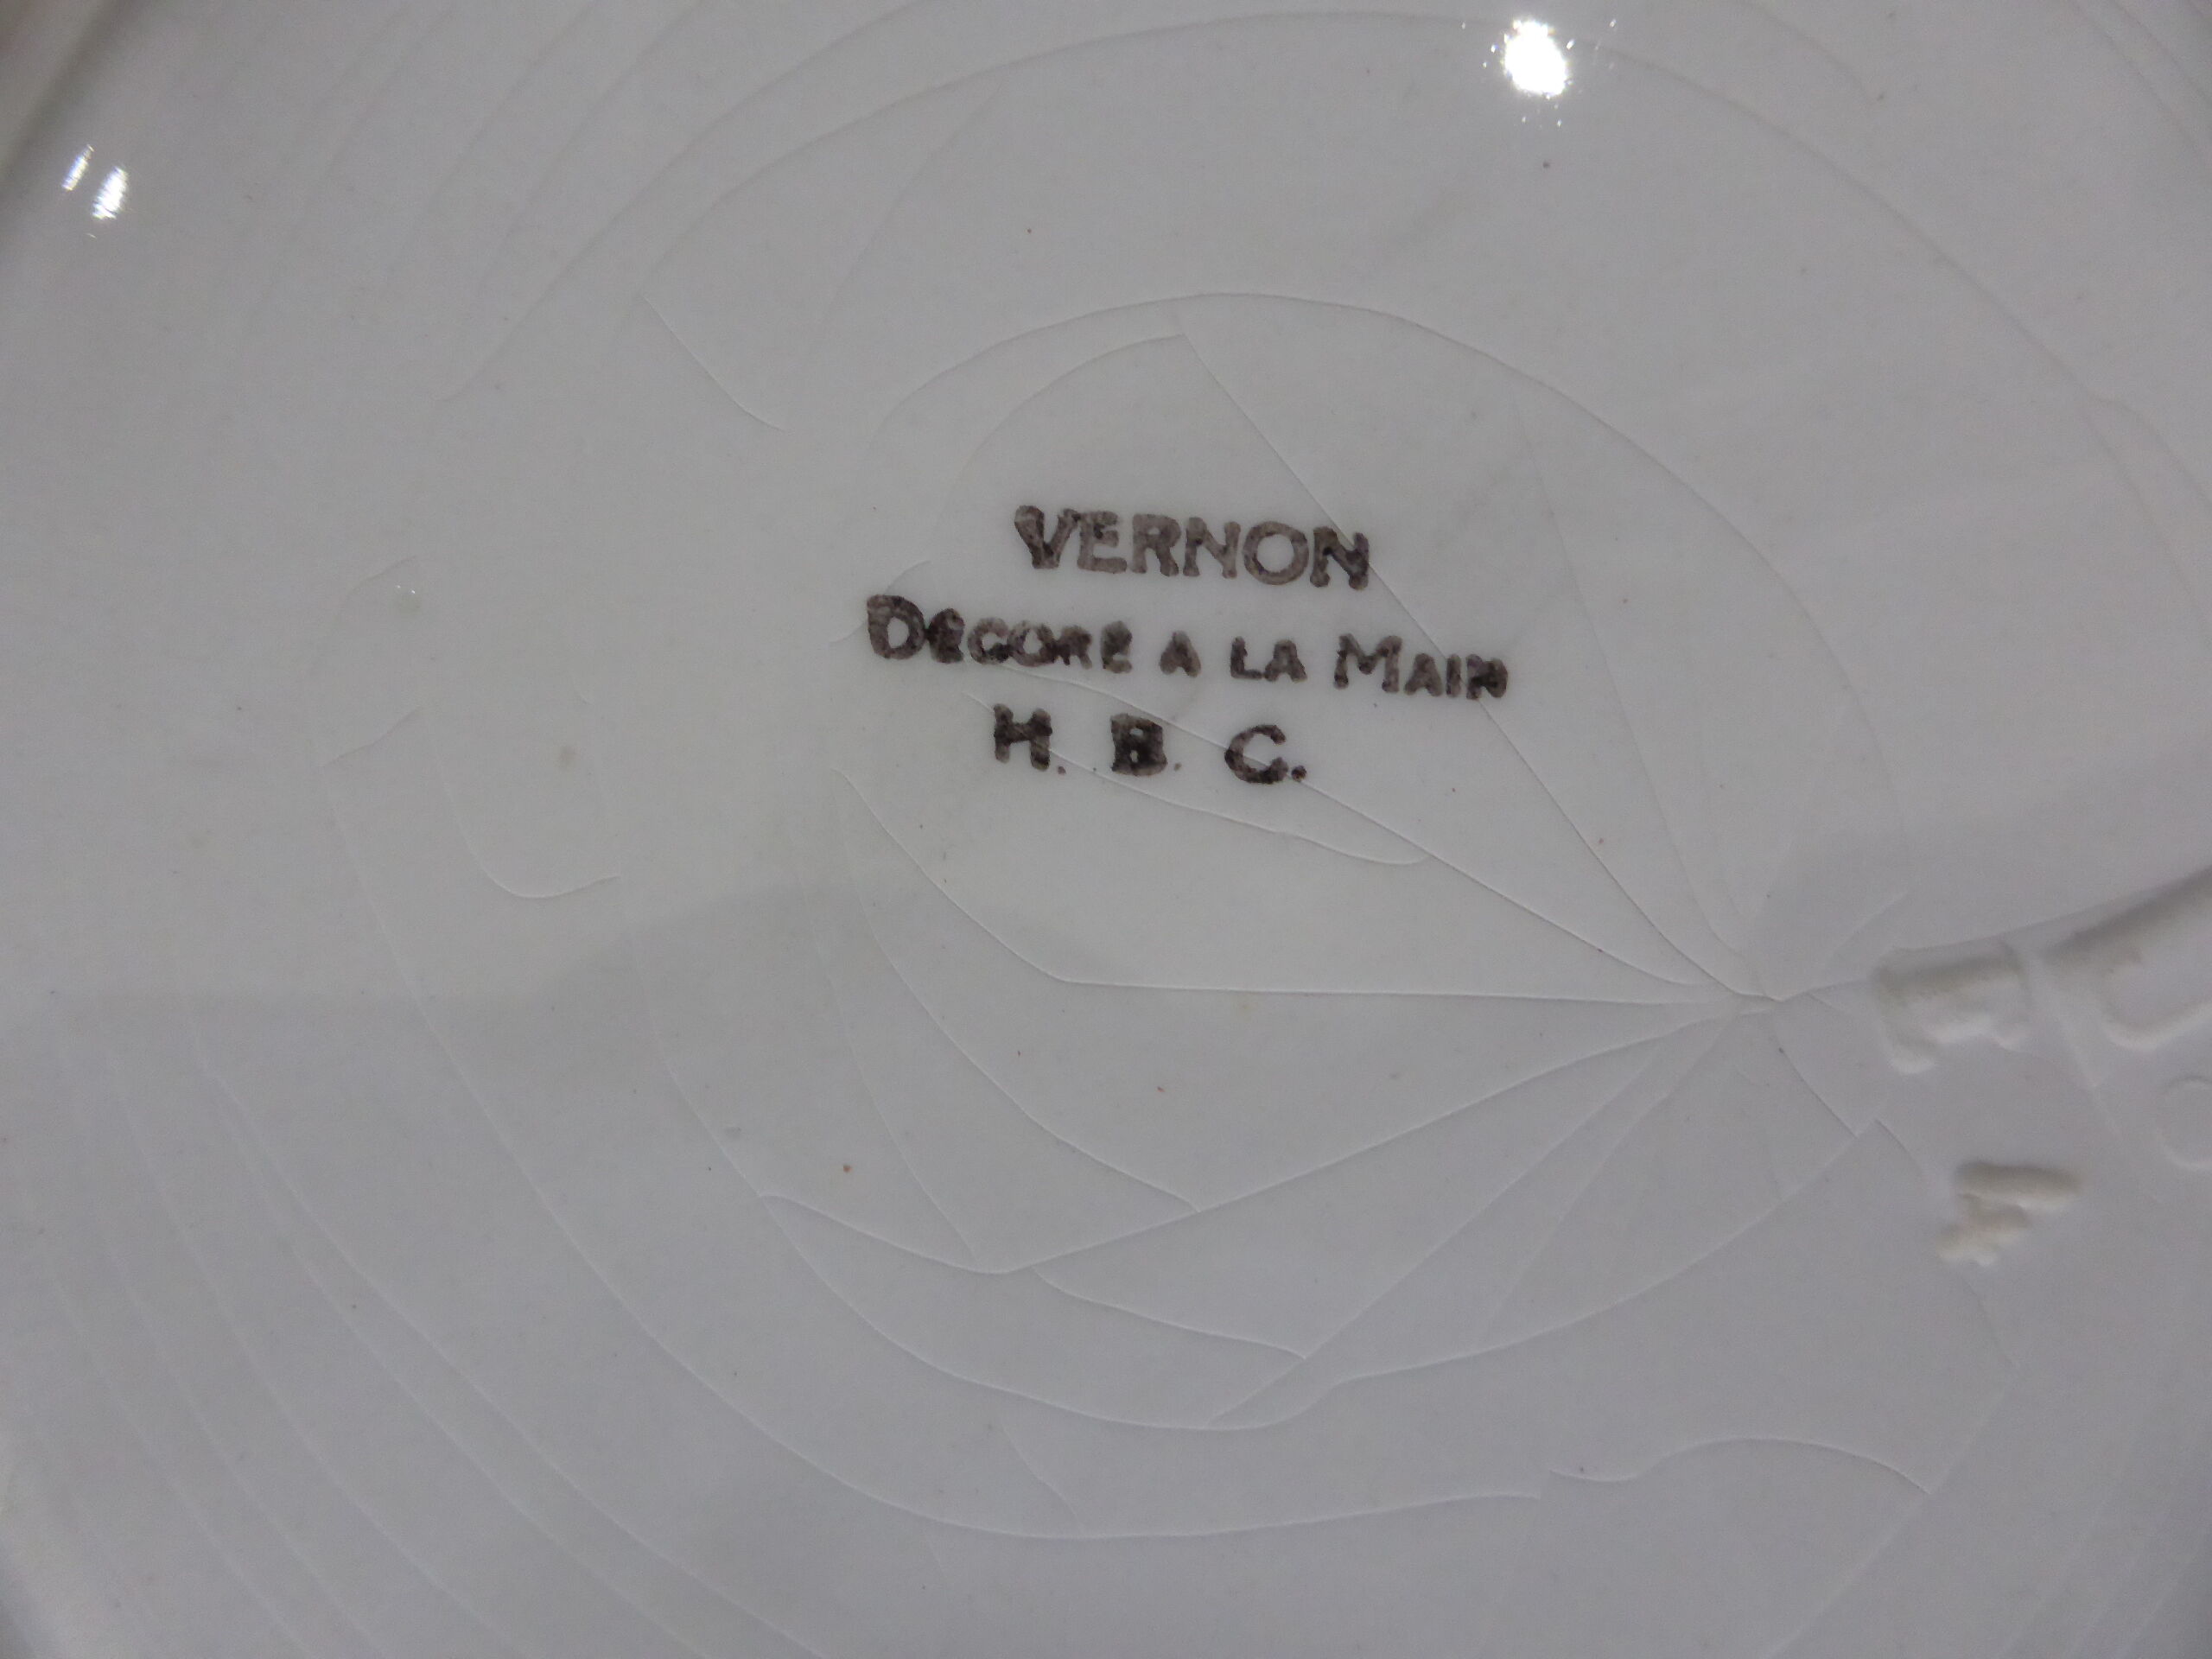 VERNON
DECORE A LA MAIN
H. B. C.